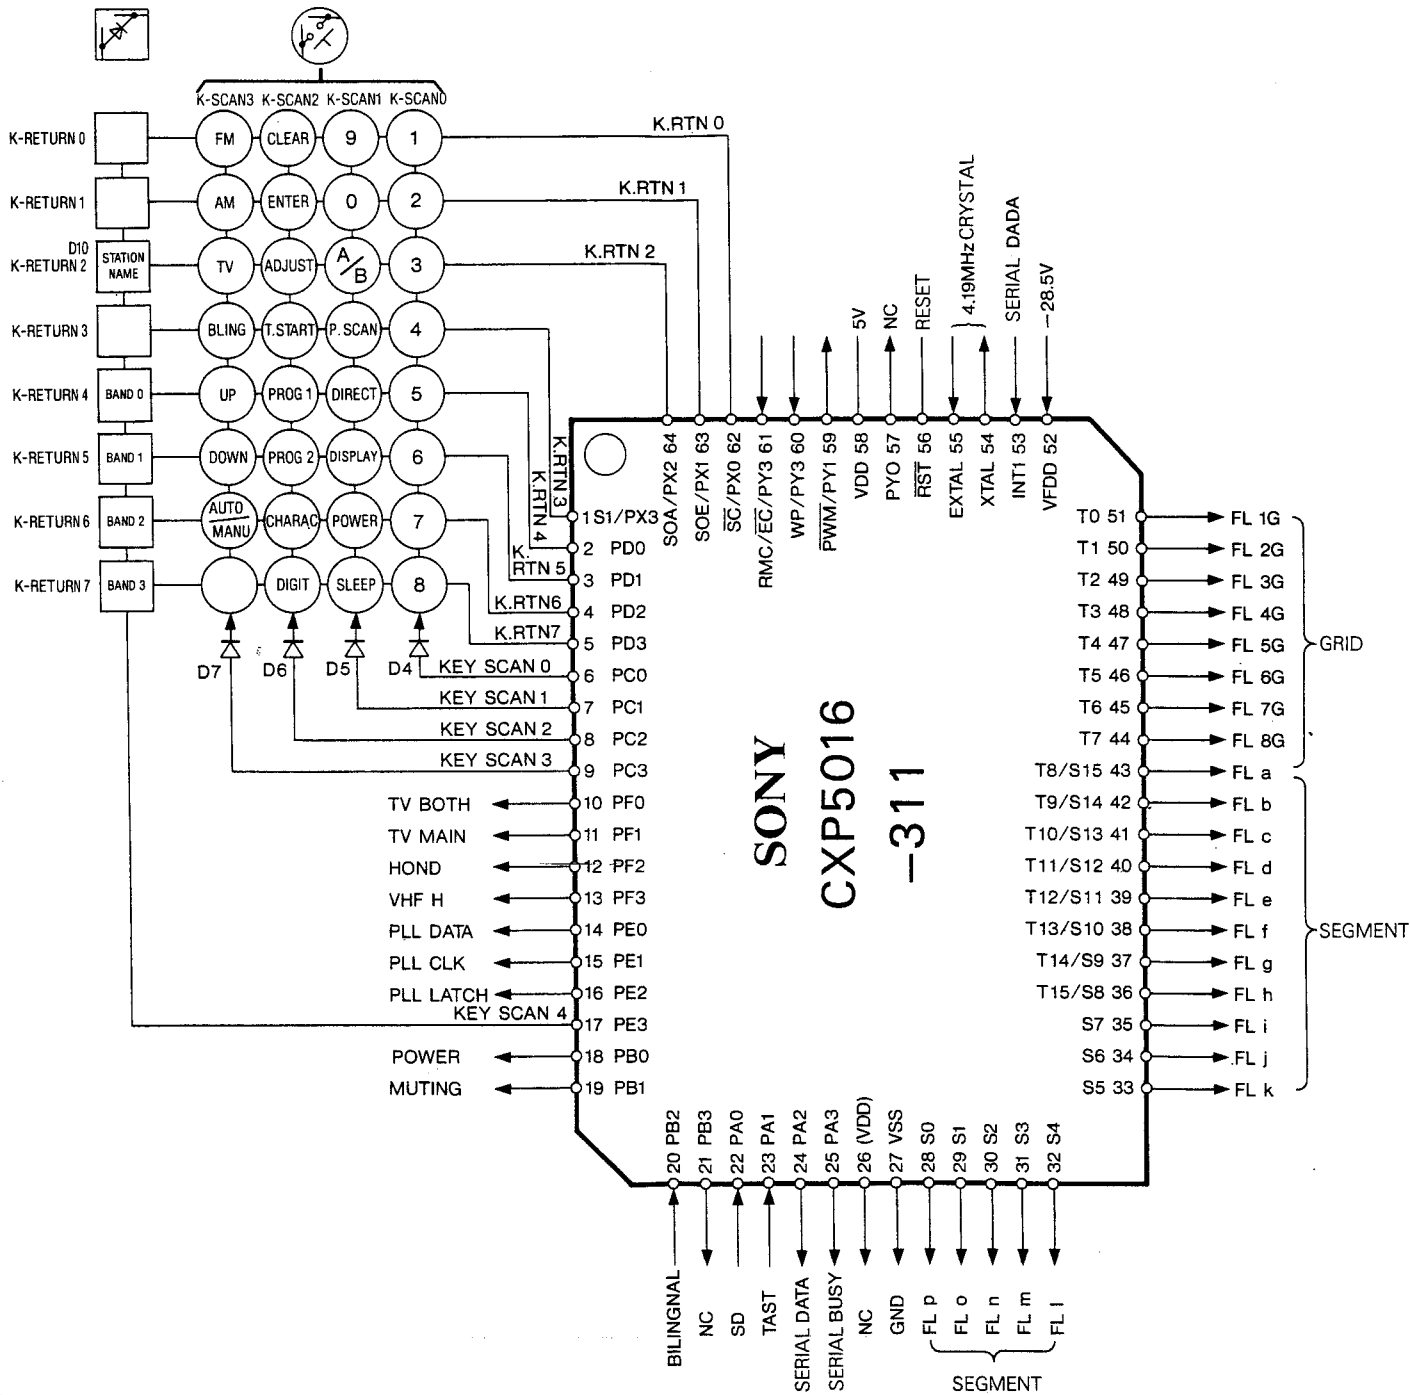 K-SCAN3 K-SCAN2 K-SCAN1 K-SCAN0
K-RETURN 0 FM CLEAR 9 1 K.RTN 0
K-RETURN 1 AM ENTER 0 2 K.RTN 1
D10
K-RETURN 2 STATION NAME TV ADJUST A/B 3 K.RTN 2
K-RETURN 3 BLING T.START P. SCAN 4 K.RTN 3
K-RETURN 4 BAND 0 UP PROG 1 DIRECT 5 K.RTN 4
K-RETURN 5 BAND 1 DOWN PROG 2 DISPLAY 6 K. RTN 5
K-RETURN 6 BAND 2 AUTO/MANU CHARAC POWER 7 K.RTN6
K-RETURN 7 BAND 3 DIGIT SLEEP 8 K.RTN7
D7 D6 D5 D4
KEY SCAN 0
KEY SCAN 1
KEY SCAN 2
KEY SCAN 3
TV BOTH
TV MAIN
HOND
VHF H
PLL DATA
PLL CLK
PLL LATCH
KEY SCAN 4
POWER
MUTING
1 S1/PX3
2 PD0
3 PD1
4 PD2
5 PD3
6 PC0
7 PC1
8 PC2
9 PC3
10 PF0
11 PF1
12 PF2
13 PF3
14 PE0
15 PE1
16 PE2
17 PE3
18 PB0
19 PB1
5V
NC
RESET
4.19MHz CRYSTAL
SERIAL DADA
−28.5V
SOA/PX2 64
SOE/PX1 63
SC/PX0 62
RMC/EC/PY3 61
WP/PY3 60
PWM/PY1 59
VDD 58
PYO 57
RST 56
EXTAL 55
XTAL 54
INT1 53
VFDD 52
SONY
CXP5016
−311
T0 51 FL 1G
T1 50 FL 2G
T2 49 FL 3G
T3 48 FL 4G
T4 47 FL 5G
T5 46 FL 6G
T6 45 FL 7G
T7 44 FL 8G
GRID
T8/S15 43 FL a
T9/S14 42 FL b
T10/S13 41 FL c
T11/S12 40 FL d
T12/S11 39 FL e
T13/S10 38 FL f
T14/S9 37 FL g
T15/S8 36 FL h
S7 35 FL i
S6 34 FL j
S5 33 FL k
SEGMENT
20 PB2
21 PB3
22 PA0
23 PA1
24 PA2
25 PA3
26 (VDD)
27 VSS
28 S0
29 S1
30 S2
31 S3
32 S4
BILINGNAL
NC
SD
TAST
SERIAL DATA
SERIAL BUSY
NC
GND
FL p
FL o
FL n
FL m
FL l
SEGMENT